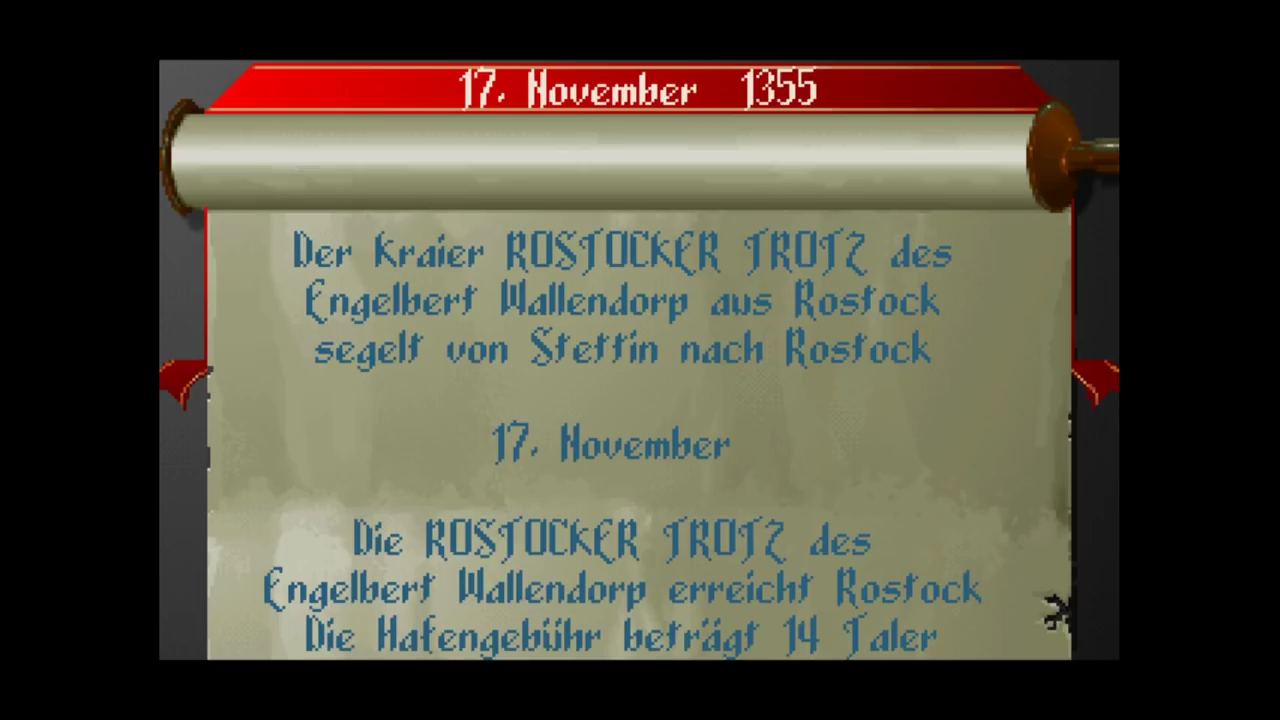 17. November 1355
Der Kraier ROSTOCKER TROTZ des
Engelbert Wallendorp aus Rostock
segelt von Stettin nach Rostock
17. November
Die ROSTOCKER TROTZ des
Engelbert Wallendorp erreicht Rostock
Die Hafengebühr beträgt 14 Taler